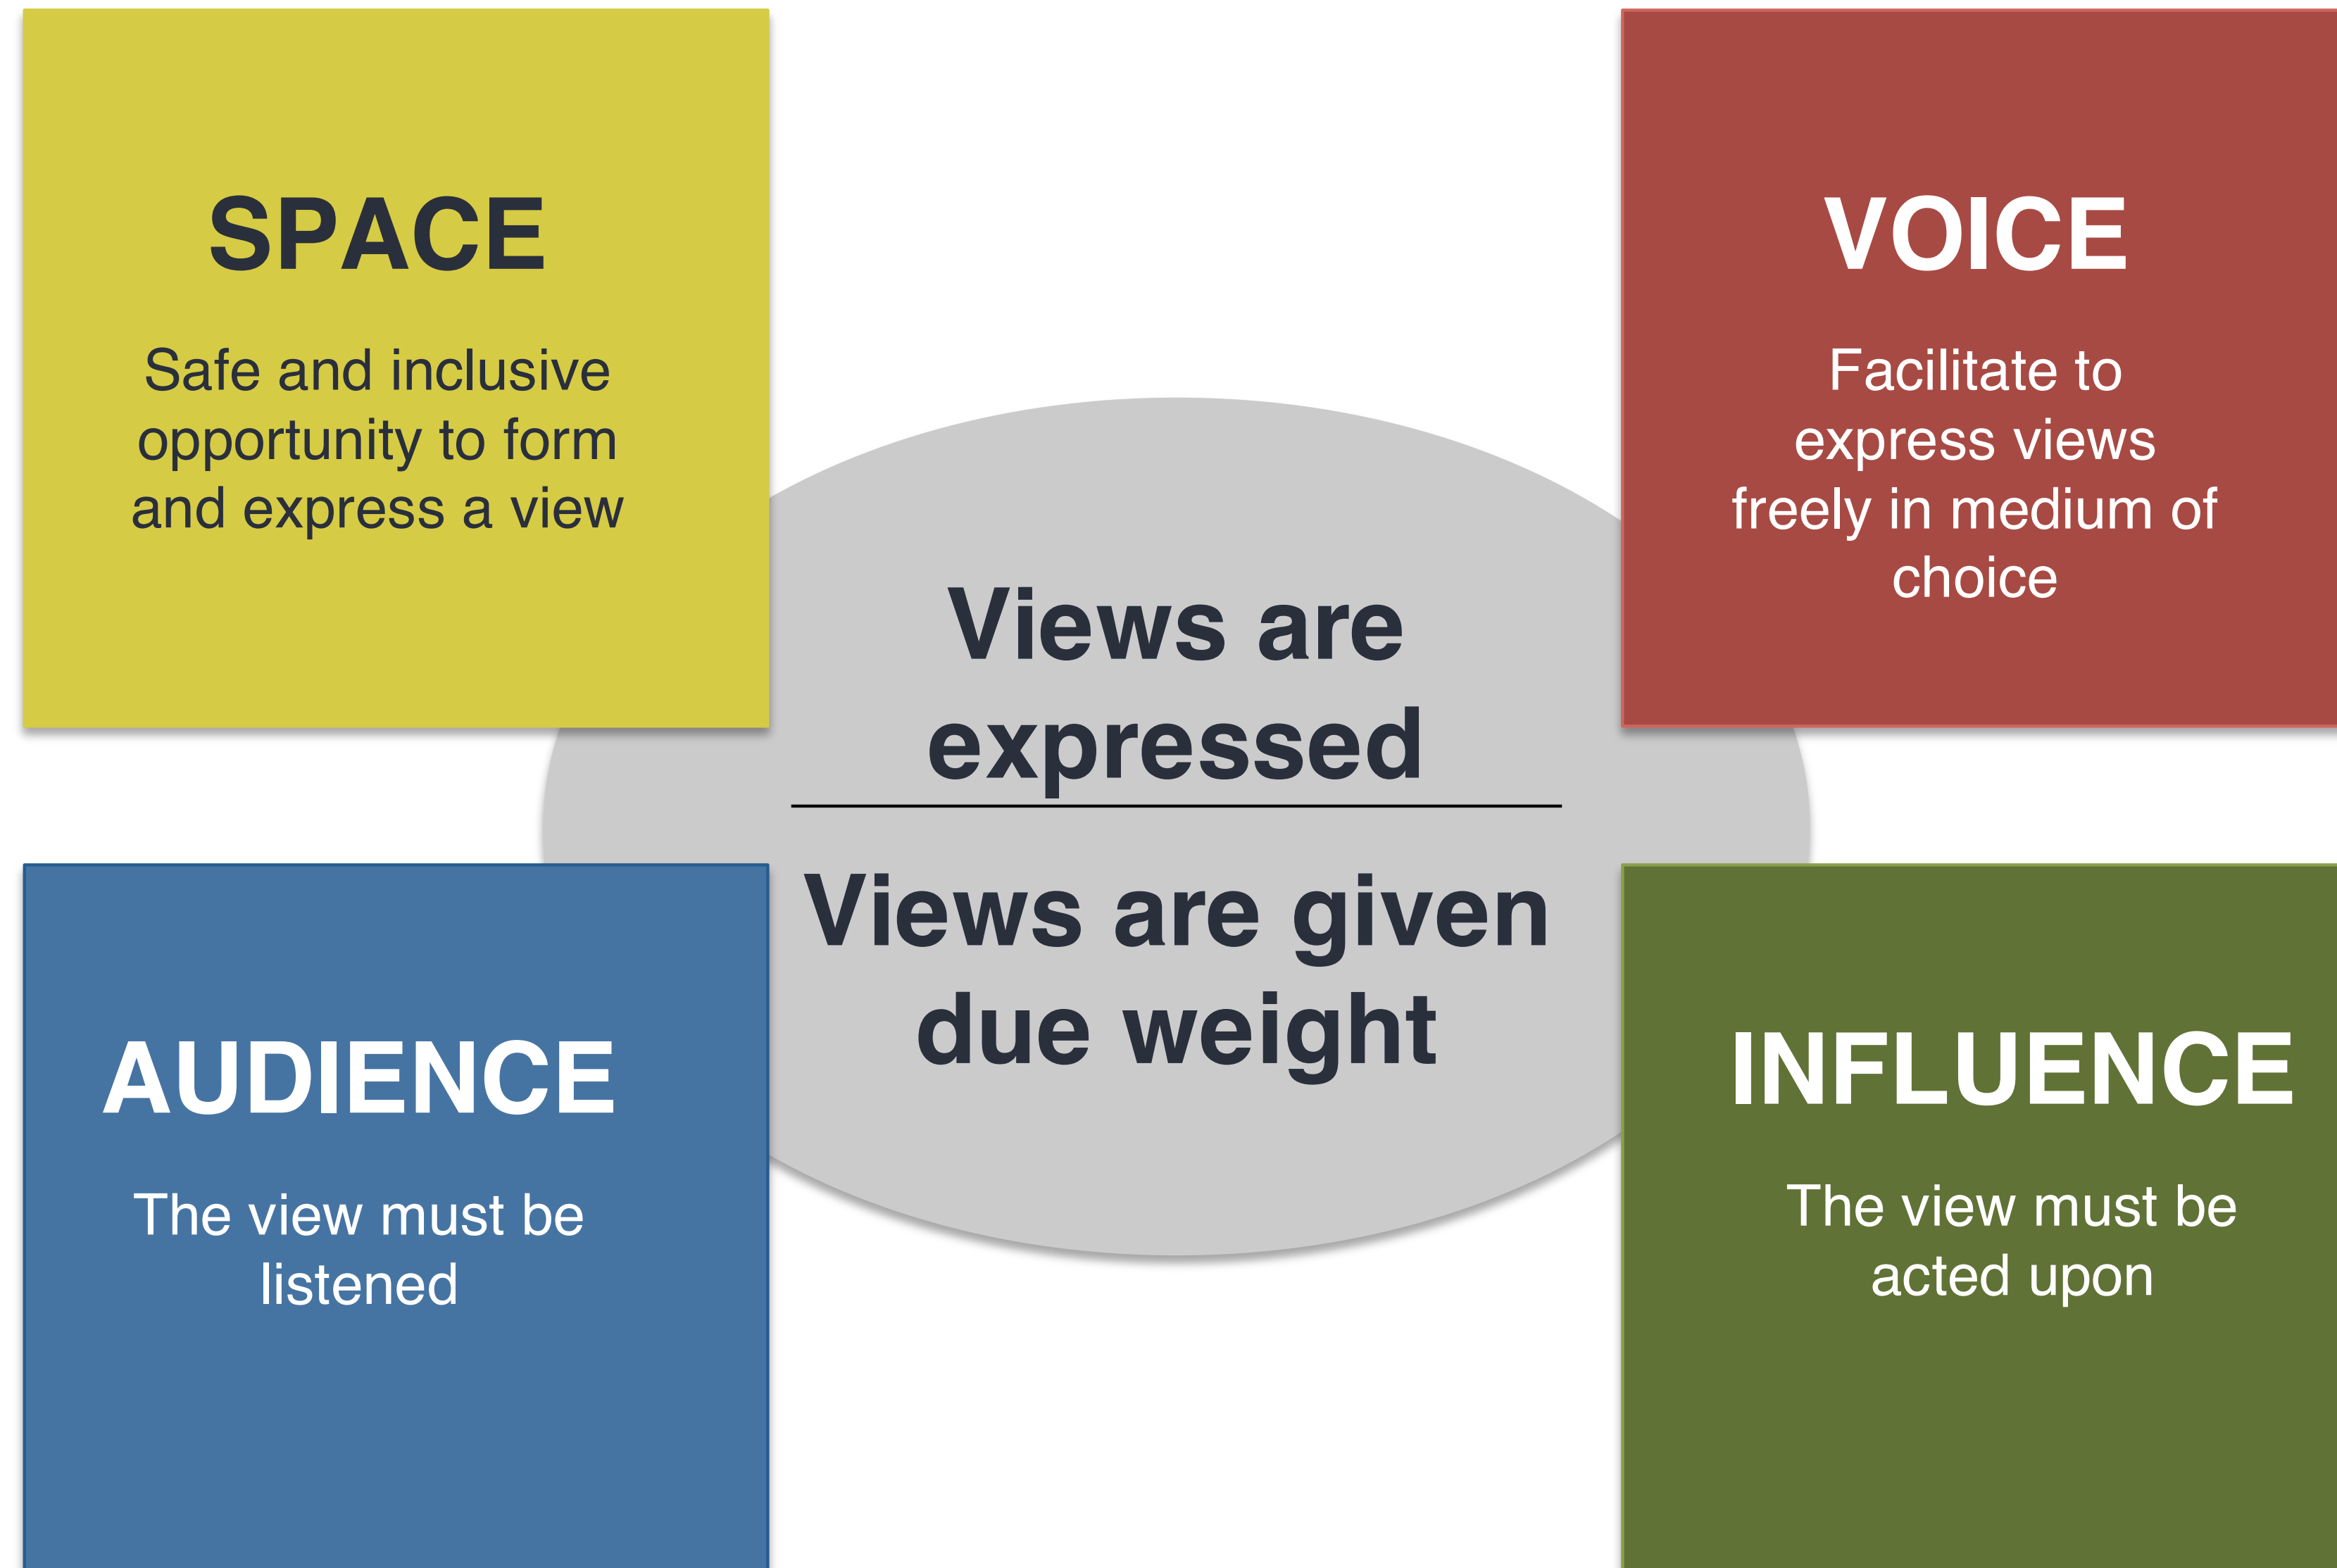 SPACE
Safe and inclusive
opportunity to form
and express a view
VOICE
Facilitate to
express views
freely in medium of
choice
Views are
expressed
Views are given
due weight
AUDIENCE
The view must be
listened
INFLUENCE
The view must be
acted upon